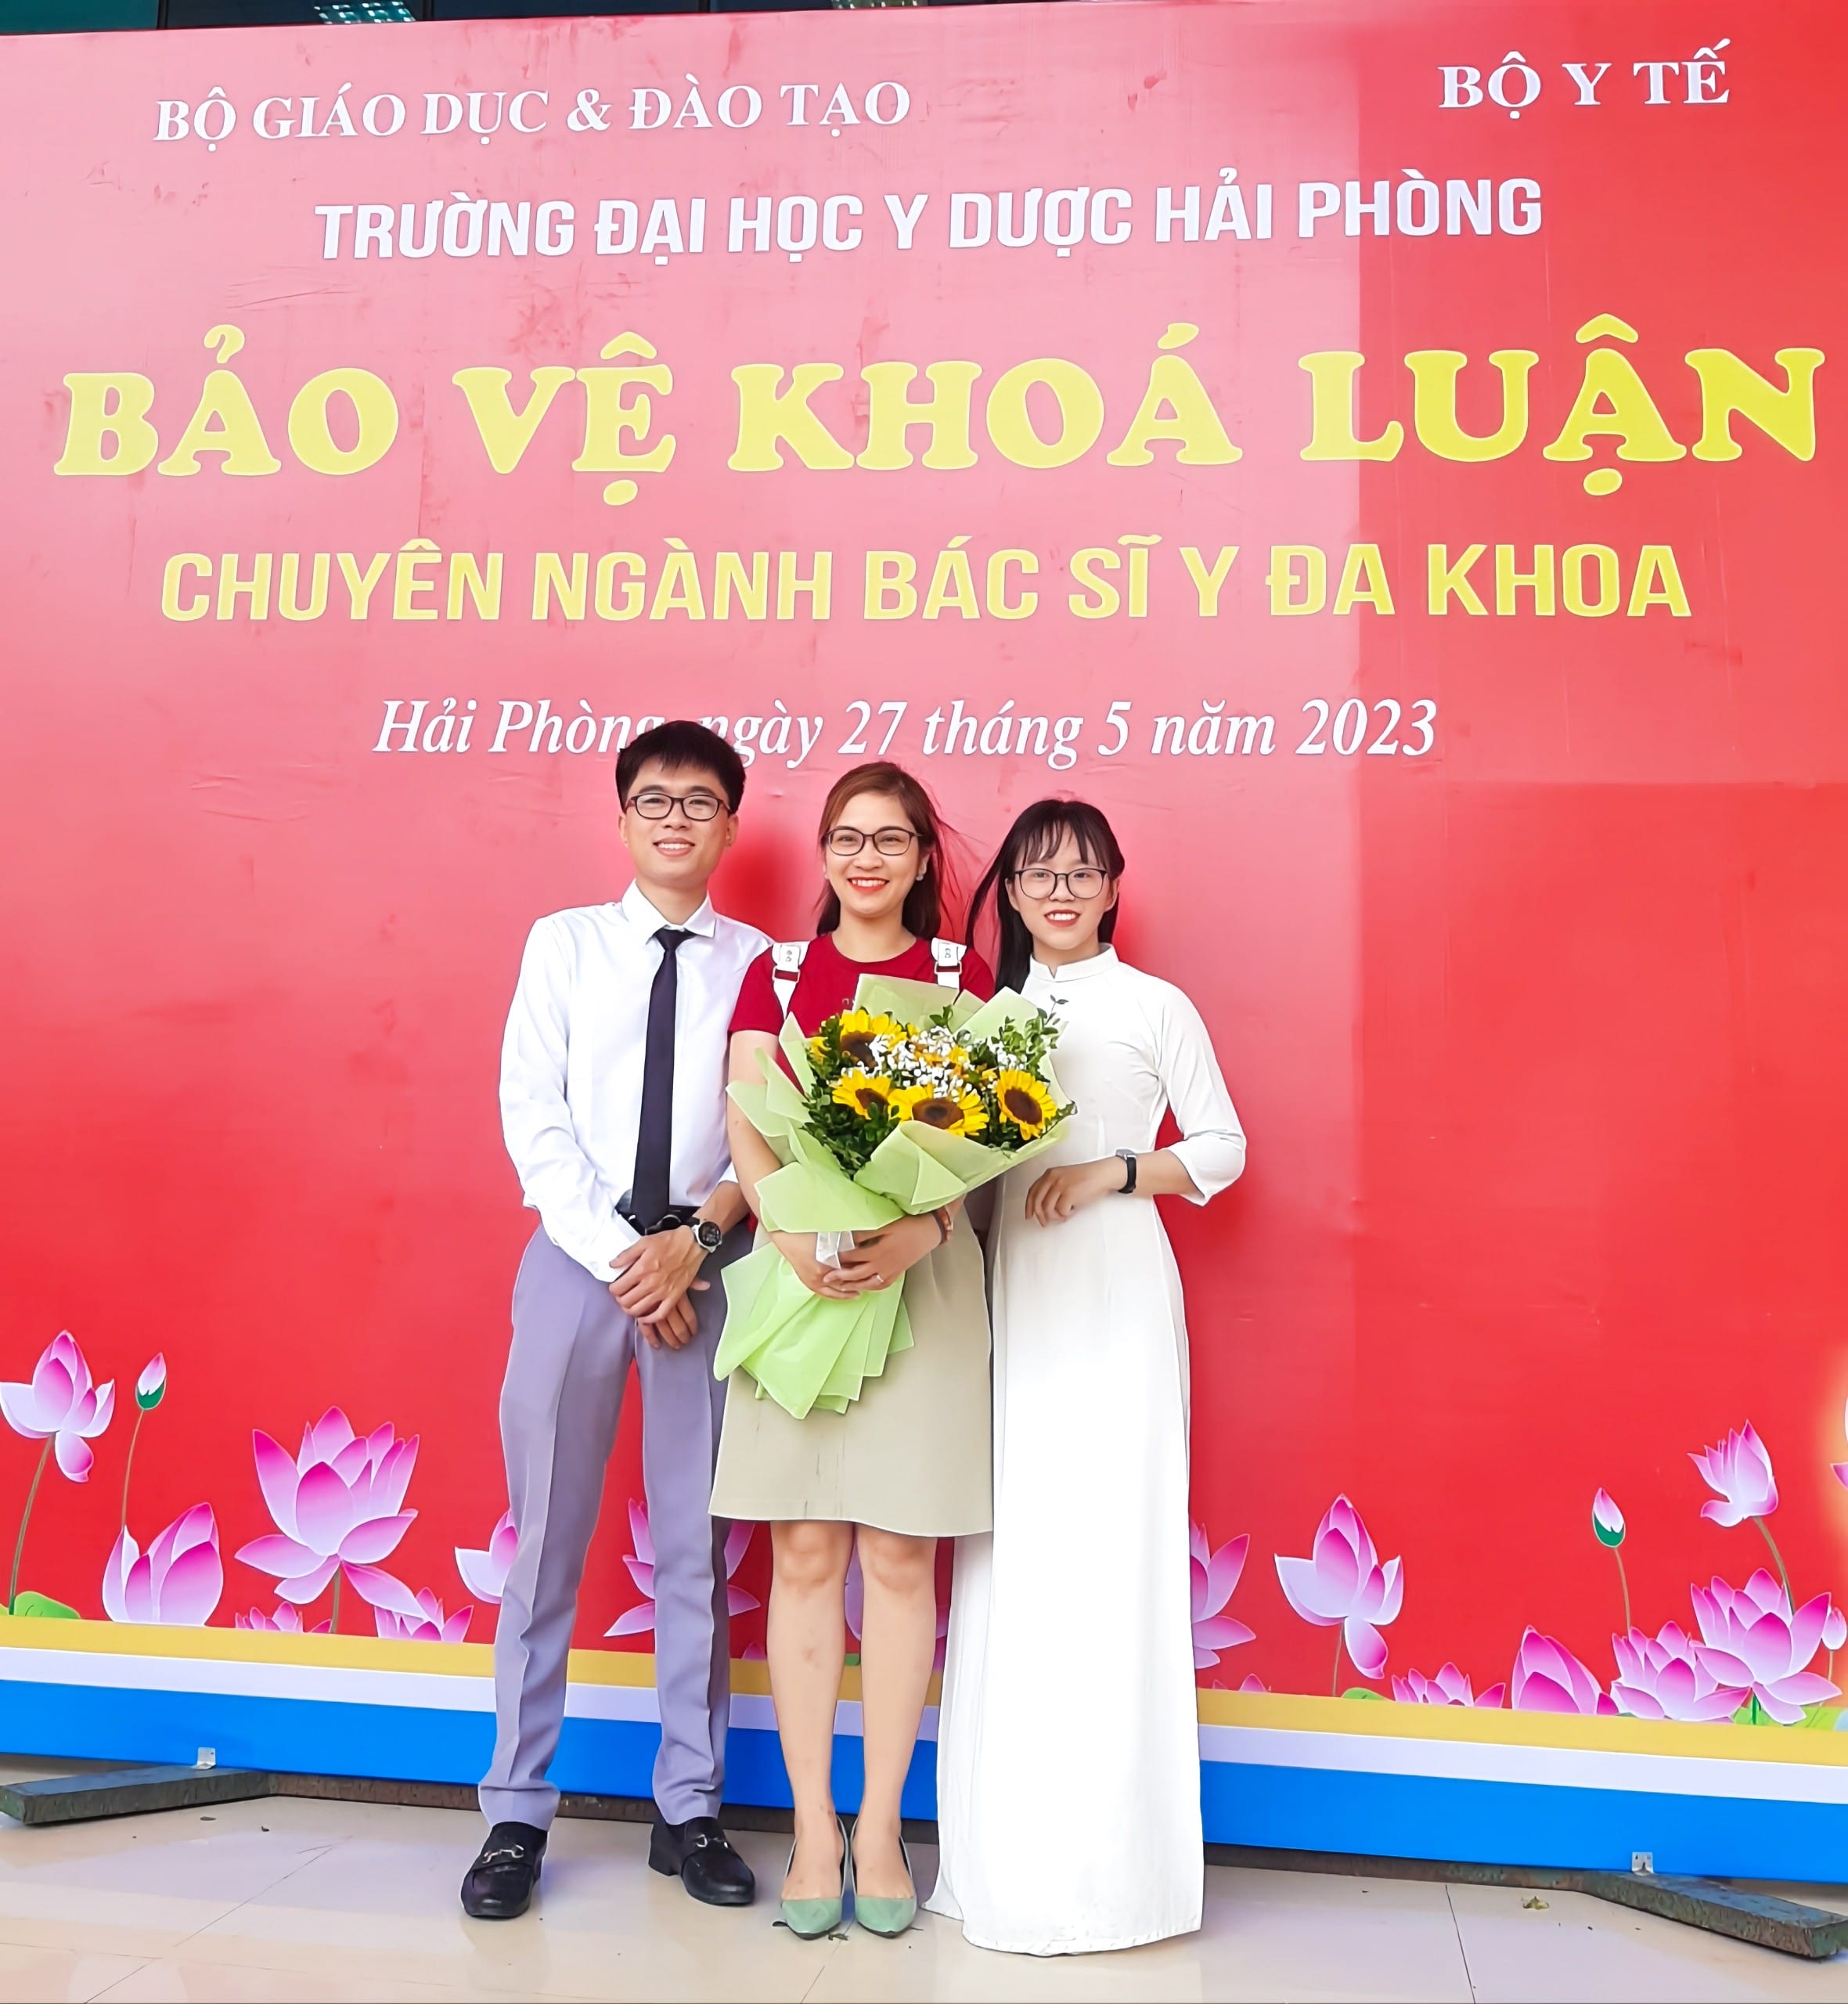 BỘ GIÁO DỤC & ĐÀO TẠO
BỘ Y TẾ
TRƯỜNG ĐẠI HỌC Y DƯỢC HẢI PHÒNG
BẢO VỆ KHOÁ LUẬN
CHUYÊN NGÀNH BÁC SĨ Y ĐA KHOA
Hải Phòng, ngày 27 tháng 5 năm 2023